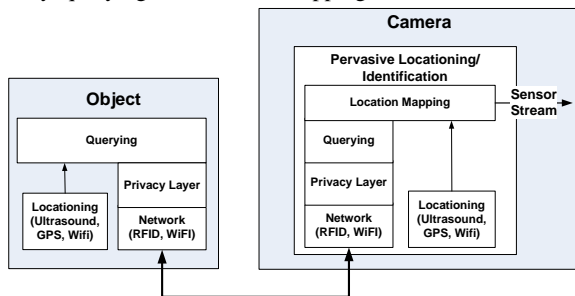 Camera
Pervasive Locationing/
Identification
Location Mapping
Sensor
Stream
Querying
Privacy Layer
Network
(RFID, WiFI)
Locationing
(Ultrasound,
GPS, Wifi)
Object
Querying
Privacy Layer
Locationing
(Ultrasound,
GPS, Wifi)
Network
(RFID, WiFI)